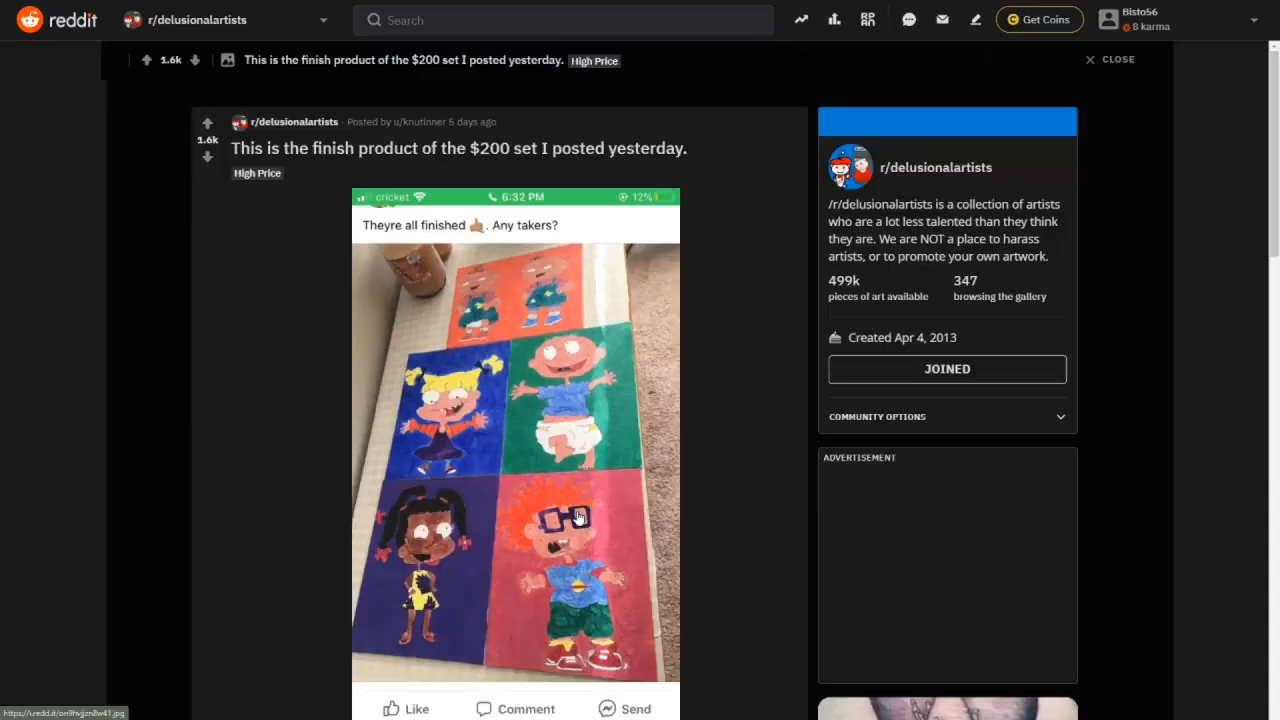 reddit
r/delusionalartists
Search
Get Coins
Bisto56
8 karma
1.6k
This is the finish product of the $200 set I posted yesterday.
High Price
CLOSE
r/delusionalartists · Posted by u/knutinner 5 days ago
1.6k
This is the finish product of the $200 set I posted yesterday.
High Price
cricket
6:32 PM
12%
Theyre all finished 🤙🏽. Any takers?
Like
Comment
Send
r/delusionalartists
/r/delusionalartists is a collection of artists
who are a lot less talented than they think
they are. We are NOT a place to harass
artists, or to promote your own artwork.
499k
347
pieces of art available
browsing the gallery
Created Apr 4, 2013
JOINED
COMMUNITY OPTIONS
ADVERTISEMENT